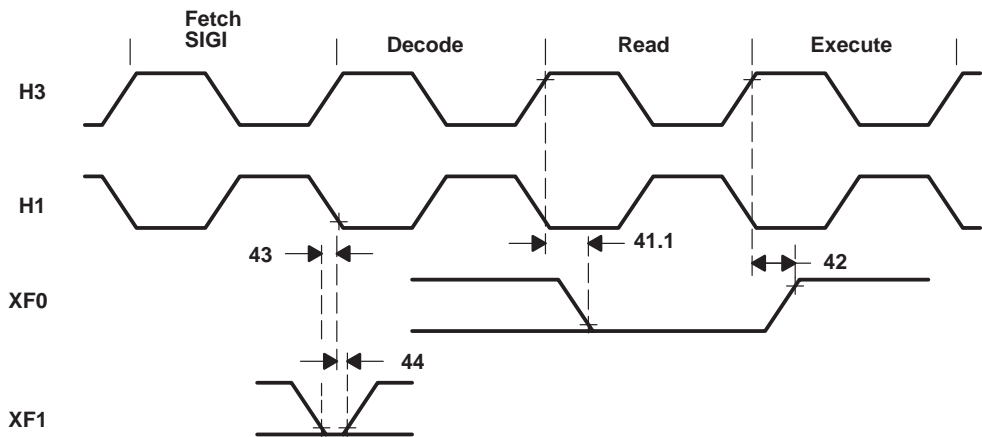 Fetch
SIGI
Decode
Read
Execute
H3
H1
43
41.1
42
XF0
44
XF1